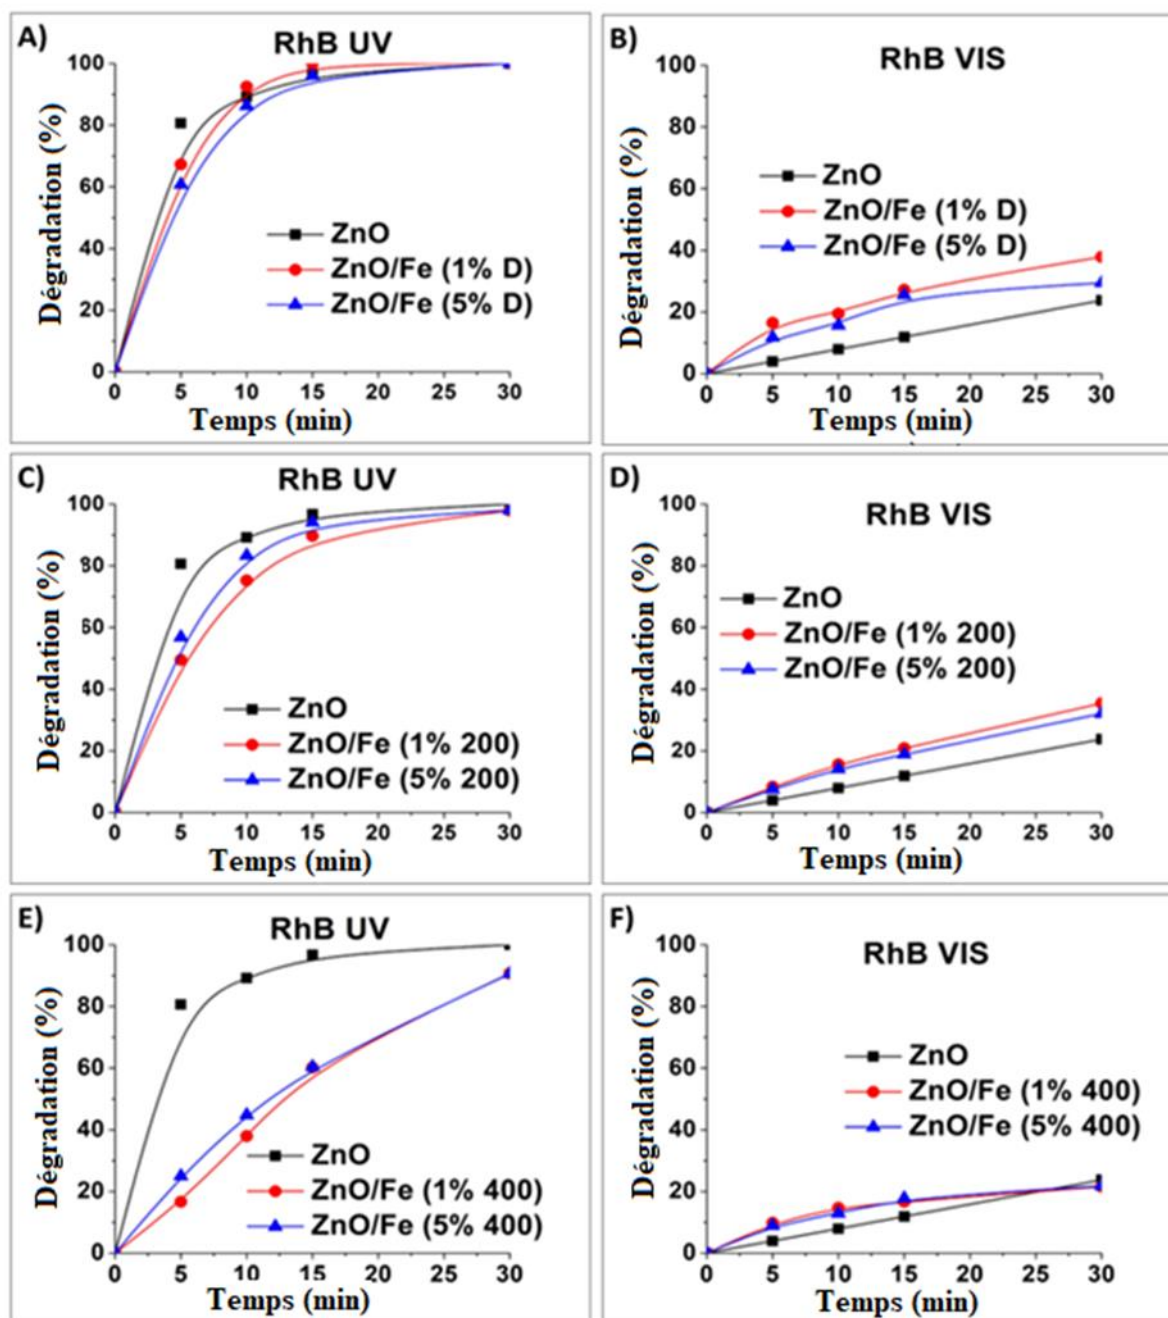 A)
RhB UV
Dégradation (%)
100
80
60
40
20
0
ZnO
ZnO/Fe (1% D)
ZnO/Fe (5% D)
0 5 10 15 20 25 30
Temps (min)
B)
RhB VIS
Dégradation (%)
100
80
60
40
20
0
ZnO
ZnO/Fe (1% D)
ZnO/Fe (5% D)
0 5 10 15 20 25 30
Temps (min)
C)
RhB UV
Dégradation (%)
100
80
60
40
20
0
ZnO
ZnO/Fe (1% 200)
ZnO/Fe (5% 200)
0 5 10 15 20 25 30
Temps (min)
D)
RhB VIS
Dégradation (%)
100
80
60
40
20
0
ZnO
ZnO/Fe (1% 200)
ZnO/Fe (5% 200)
0 5 10 15 20 25 30
Temps (min)
E)
RhB UV
Dégradation (%)
100
80
60
40
20
0
ZnO
ZnO/Fe (1% 400)
ZnO/Fe (5% 400)
0 5 10 15 20 25 30
Temps (min)
F)
RhB VIS
Dégradation (%)
100
80
60
40
20
0
ZnO
ZnO/Fe (1% 400)
ZnO/Fe (5% 400)
0 5 10 15 20 25 30
Temps (min)